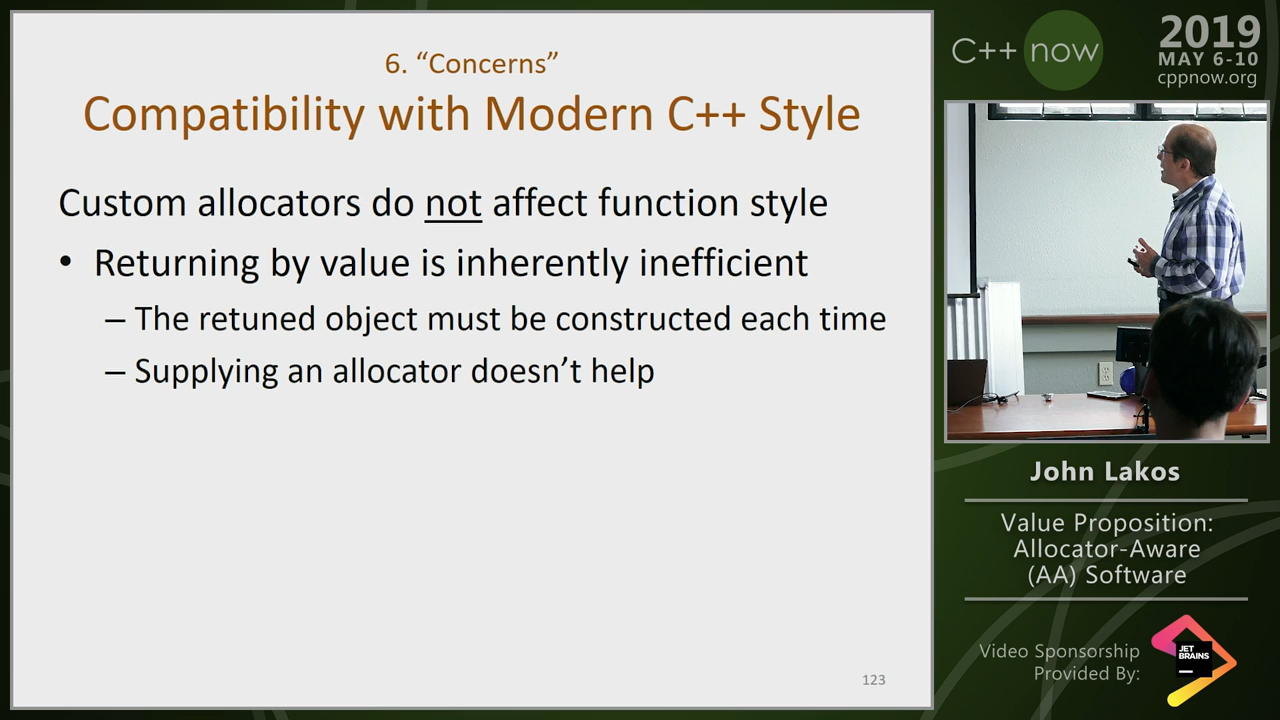 6. “Concerns”
Compatibility with Modern C++ Style
Custom allocators do not affect function style
• Returning by value is inherently inefficient
– The retuned object must be constructed each time
– Supplying an allocator doesn’t help
123
C++ now
2019
MAY 6-10
cppnow.org
John Lakos
Value Proposition:
Allocator-Aware
(AA) Software
Video Sponsorship
Provided By:
JET
BRAINS